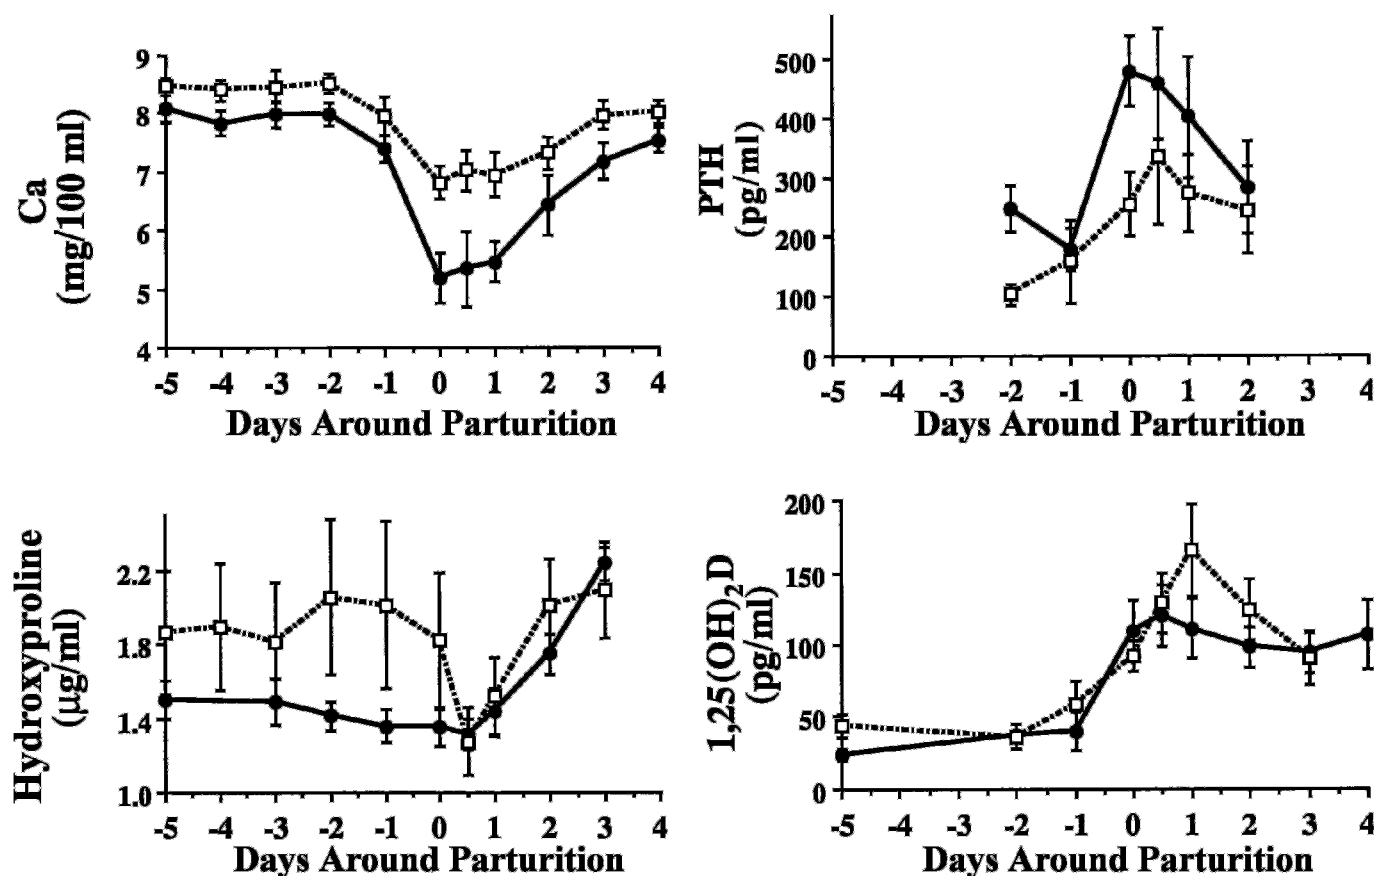 9
8
7
6
5
4
Ca
(mg/100 ml)
-5 -4 -3 -2 -1 0 1 2 3 4
Days Around Parturition
500
400
300
200
100
0
PTH
(pg/ml)
-5 -4 -3 -2 -1 0 1 2 3 4
Days Around Parturition
2.2
1.8
1.4
1.0
Hydroxyproline
(μg/ml)
-5 -4 -3 -2 -1 0 1 2 3 4
Days Around Parturition
200
150
100
50
0
1,25(OH)₂D
(pg/ml)
-5 -4 -3 -2 -1 0 1 2 3 4
Days Around Parturition